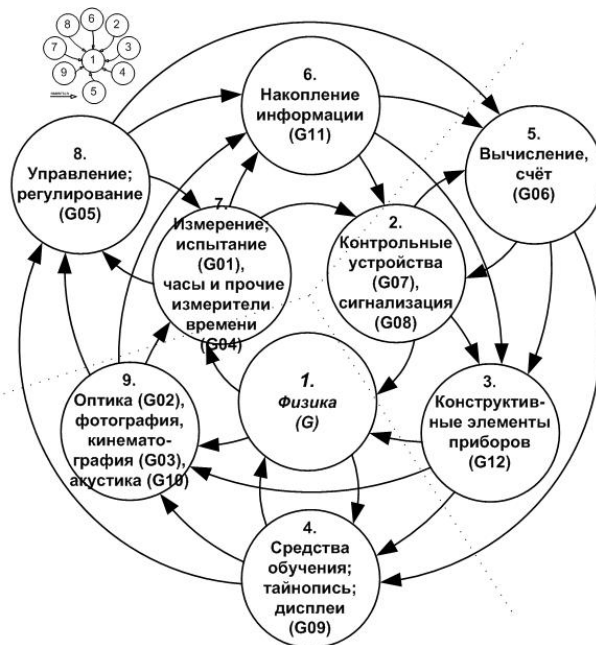 8
6
2
7
1
3
9
4
5
6.
Накопление
информации
(G11)
5.
Вычисление,
счёт
(G06)
8.
Управление;
регулирование
(G05)
7.
Измерение;
испытание
(G01),
часы и прочие
измерители
времени
(G04)
2.
Контрольные
устройства
(G07),
сигнализация
(G08)
1.
Физика
(G)
9.
Оптика (G02),
фотография,
кинемато-
графия (G03),
акустика (G10)
3.
Конструктив-
ные элементы
приборов
(G12)
4.
Средства
обучения;
тайнопись;
дисплеи
(G09)